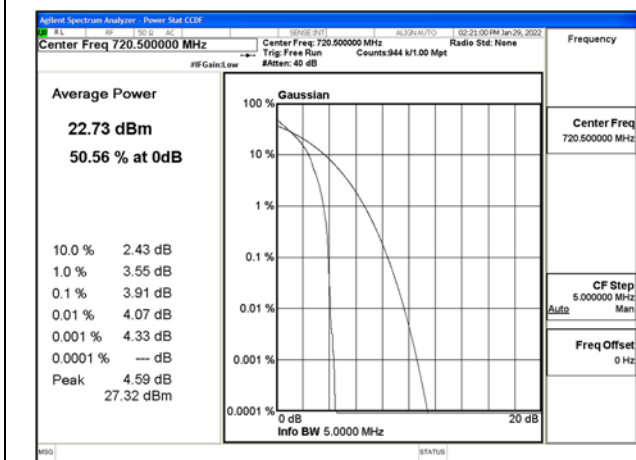 Agilent Spectrum Analyzer - Power Stat CCDF
RL RF 50 Ω AC SENSE:INT ALIGN AUTO 02:21:00 PM Jan 29, 2022
Center Freq 720.500000 MHz
Center Freq: 720.500000 MHz Radio Std: None
Trig: Free Run Counts:944 k/1.00 Mpt
#IFGain:Low #Atten: 40 dB
Frequency
Average Power
22.73 dBm
50.56 % at 0dB
10.0 % 2.43 dB
1.0 % 3.55 dB
0.1 % 3.91 dB
0.01 % 4.07 dB
0.001 % 4.33 dB
0.0001 % --- dB
Peak 4.59 dB
27.32 dBm
Gaussian
100 %
10 %
1 %
0.1 %
0.01 %
0.001 %
0.0001 %
0 dB 20 dB
Info BW 5.0000 MHz
Center Freq
720.500000 MHz
CF Step
5.000000 MHz
Auto Man
Freq Offset
0 Hz
MSG STATUS